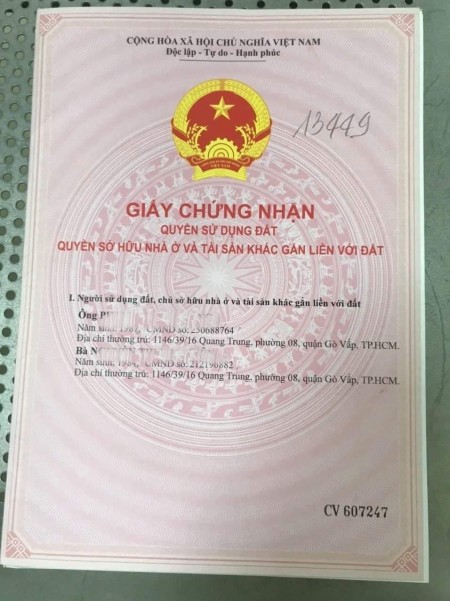 CỘNG HÒA XÃ HỘI CHỦ NGHĨA VIỆT NAM
Độc lập - Tự do - Hạnh phúc
13449
VIỆT NAM
GIẤY CHỨNG NHẬN
QUYỀN SỬ DỤNG ĐẤT
QUYỀN SỞ HỮU NHÀ Ở VÀ TÀI SẢN KHÁC GẮN LIỀN VỚI ĐẤT
I. Người sử dụng đất, chủ sở hữu nhà ở và tài sản khác gắn liền với đất
Ông
Năm sinh: CMND số: 250688764
Địa chỉ thường trú: 1146/39/16 Quang Trung, phường 08, quận Gò Vấp, TP.HCM.
Bà
Năm sinh: CMND số:
Địa chỉ thường trú: 1146/39/16 Quang Trung, phường 08, quận Gò Vấp, TP.HCM.
CV 607247